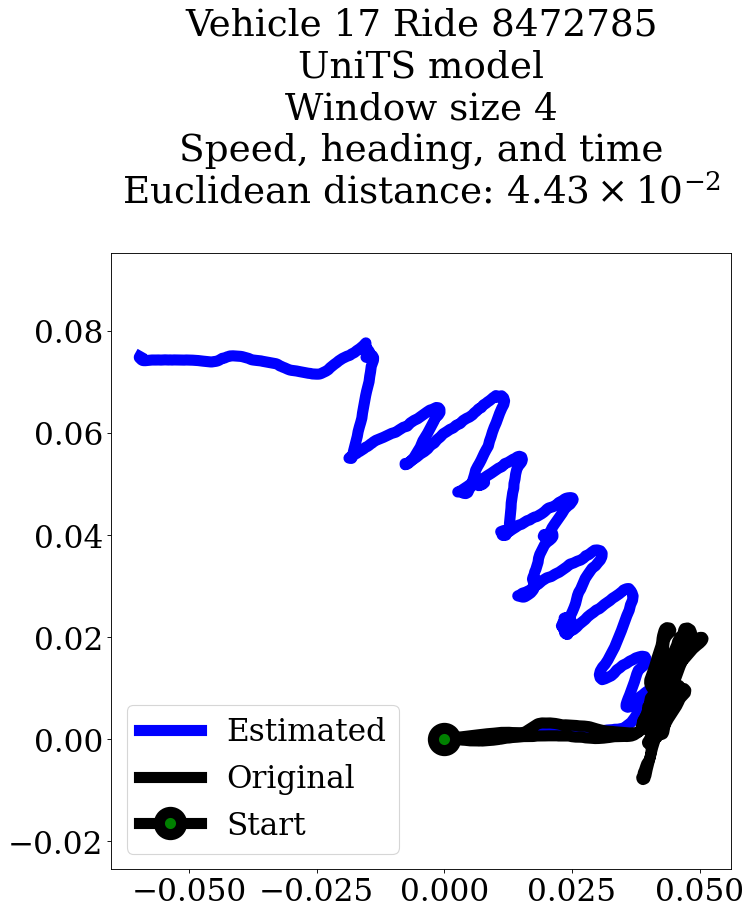 Vehicle 17 Ride 8472785
UniTS model
Window size 4
Speed, heading, and time
Euclidean distance: 4.43 × 10⁻²
0.08
0.06
0.04
0.02
0.00
−0.02
Estimated
Original
Start
−0.050 −0.025 0.000 0.025 0.050